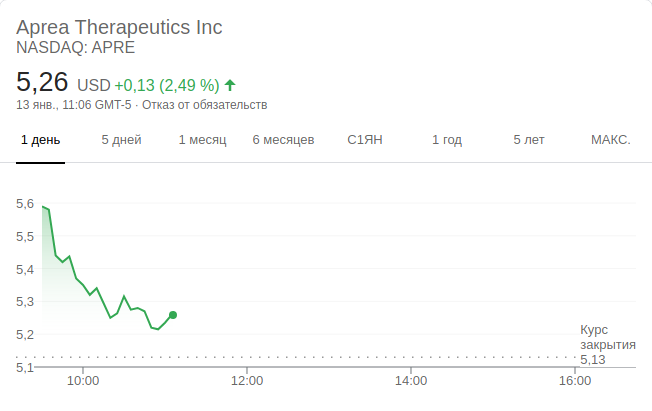 Aprea Therapeutics Inc
NASDAQ: APRE
5,26 USD +0,13 (2,49 %)
13 янв., 11:06 GMT-5 · Отказ от обязательств
1 день 5 дней 1 месяц 6 месяцев С1ЯН 1 год 5 лет МАКС.
5,6
5,5
5,4
5,3
5,2
5,1
Курс
закрытия
5,13
10:00 12:00 14:00 16:00